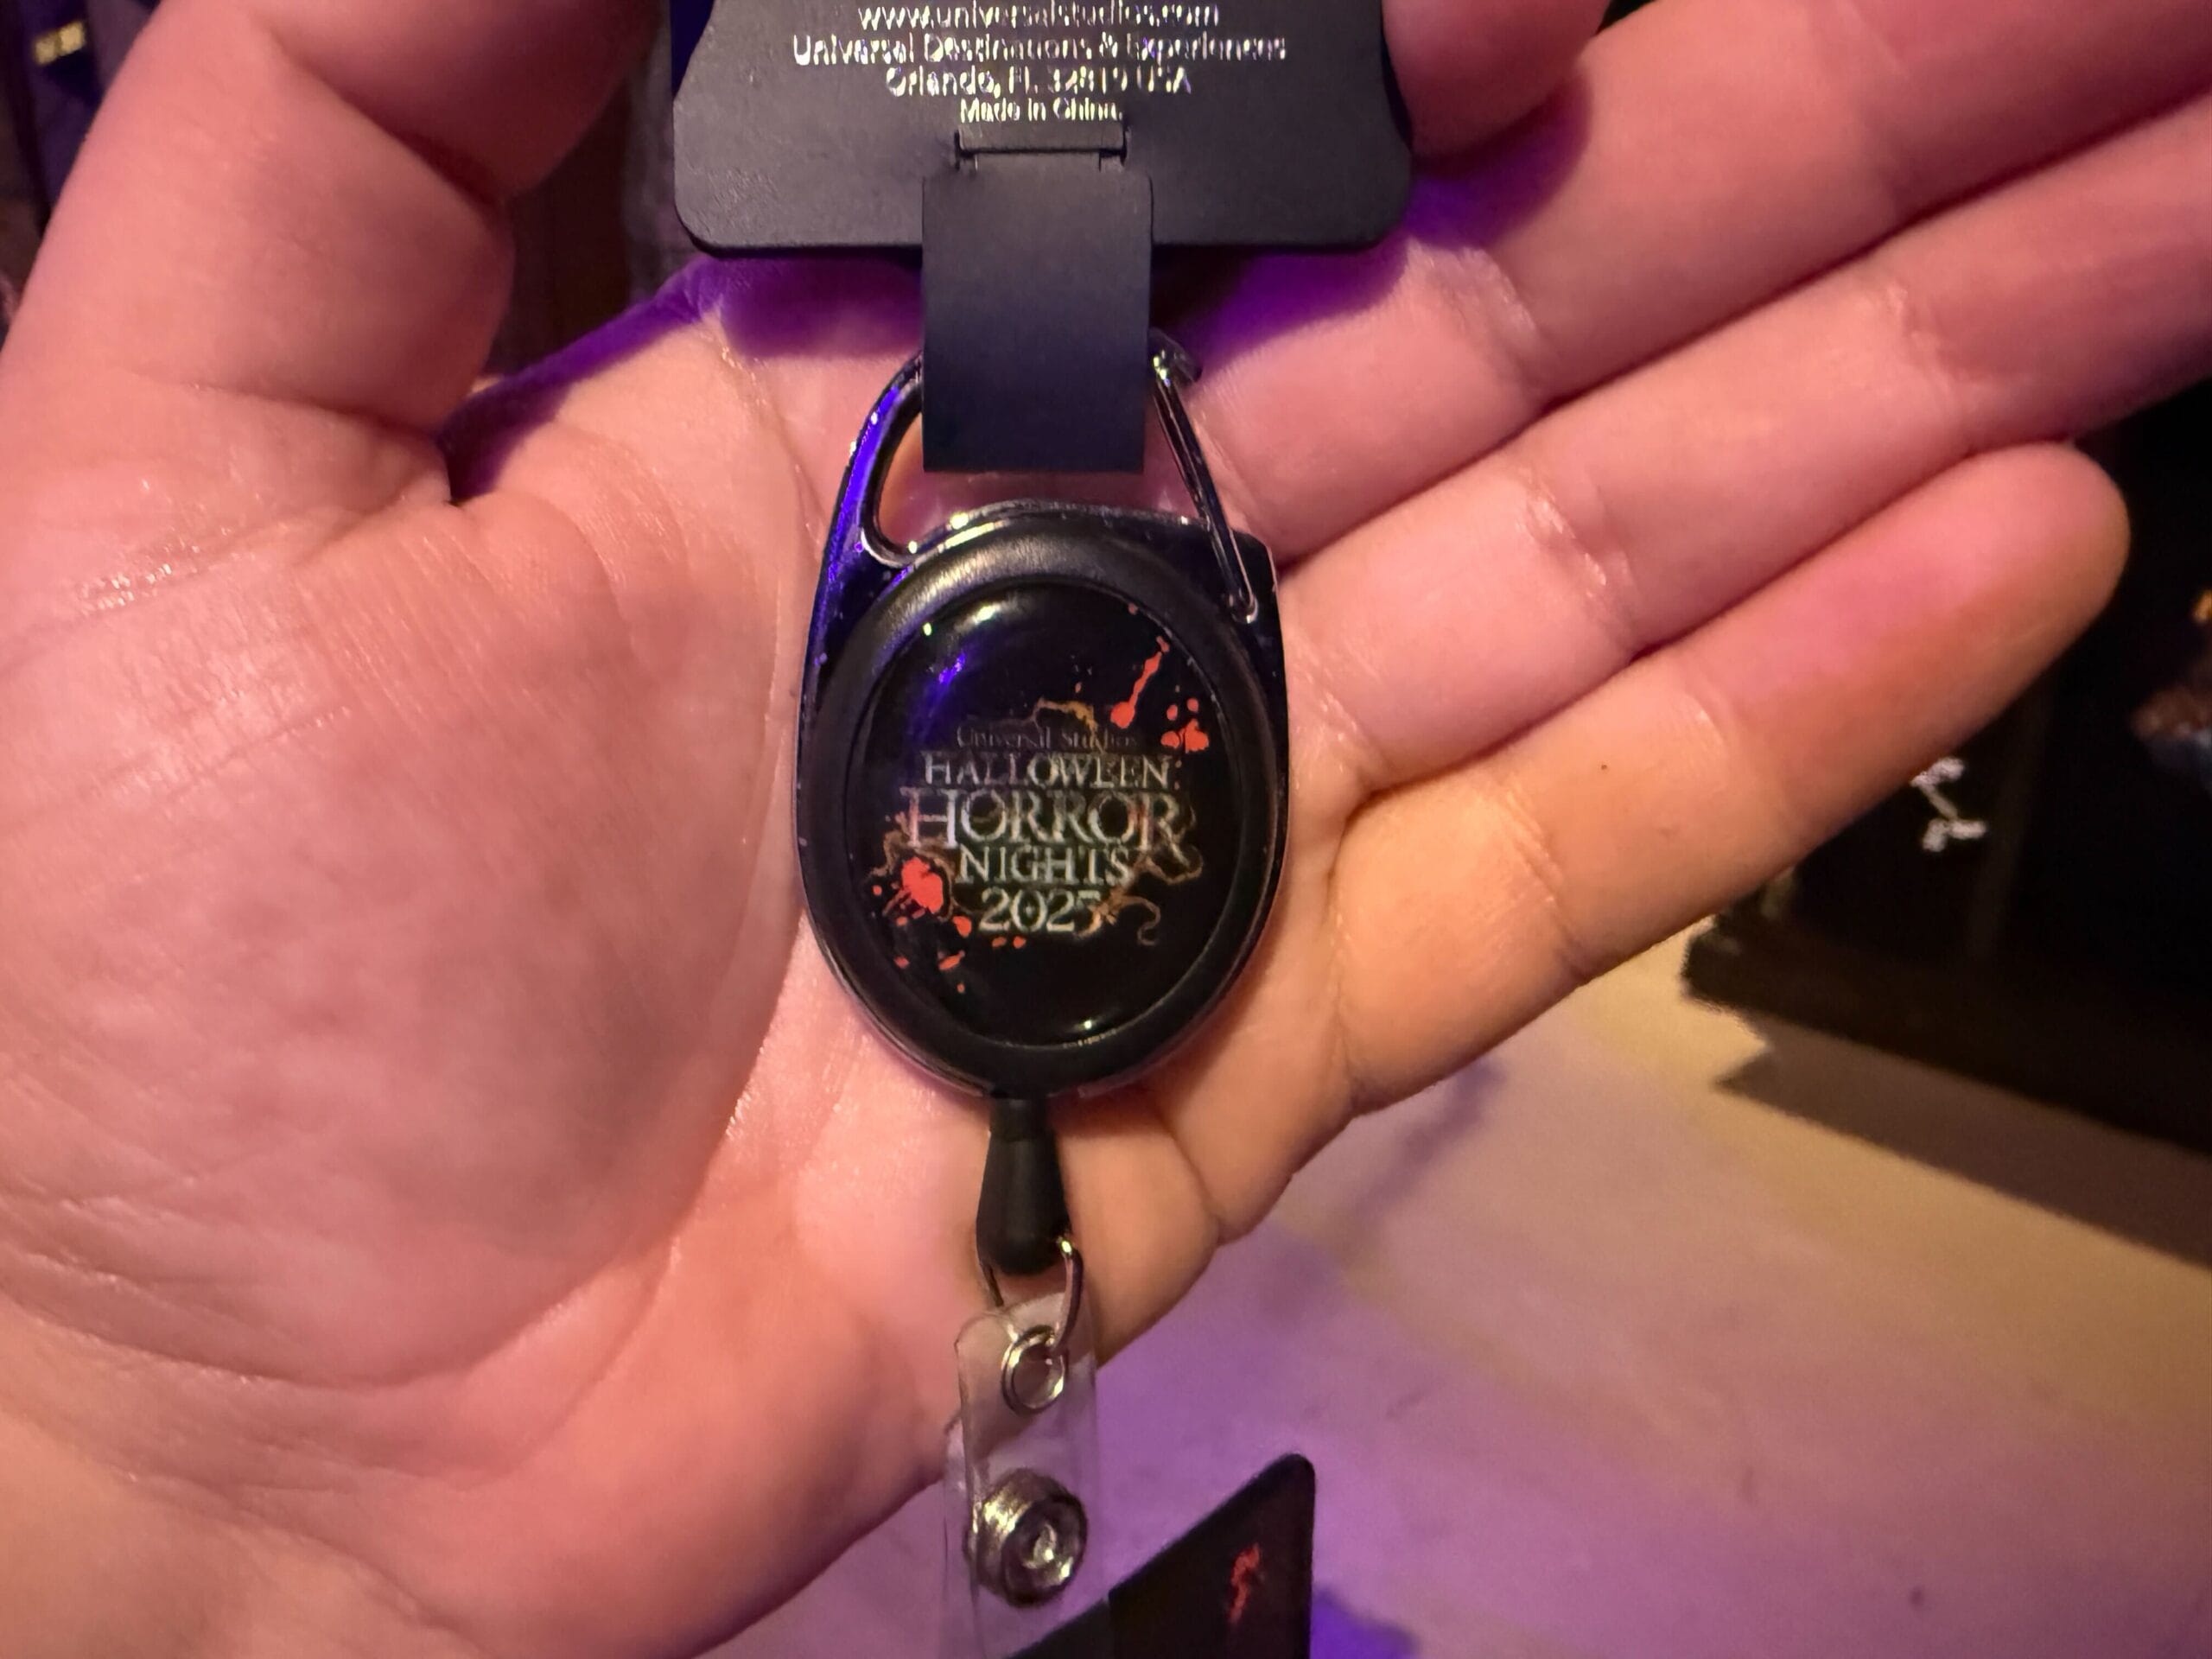 www.universalstudios.com
Universal Destinations & Experiences
Orlando, FL 32819 USA
Made in China.
Universal Studios
HALLOWEEN
HORROR
NIGHTS
2025